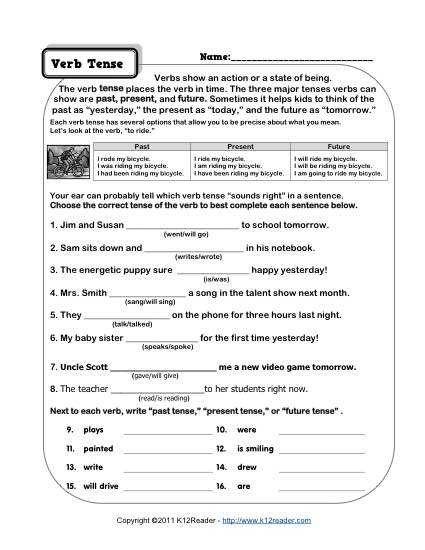 Verb Tense
Name:___________________________
Verbs show an action or a state of being.
The verb tense places the verb in time. The three major tenses verbs can
show are past, present, and future. Sometimes it helps kids to think of the
past as “yesterday,” the present as “today,” and the future as “tomorrow.”
Each verb tense has several options that allow you to be precise about what you mean.
Let’s look at the verb, “to ride.”
Past Present Future
I rode my bicycle. I ride my bicycle. I will ride my bicycle.
I was riding my bicycle. I am riding my bicycle. I will be riding my bicycle.
I had been riding my bicycle. I have been riding my bicycle. I am going to ride my bicycle.
Your ear can probably tell which verb tense “sounds right” in a sentence.
Choose the correct tense of the verb to best complete each sentence below.
1. Jim and Susan ______________________ to school tomorrow.
(went/will go)
2. Sam sits down and ____________________ in his notebook.
(writes/wrote)
3. The energetic puppy sure ______________ happy yesterday!
(is/was)
4. Mrs. Smith _______________ a song in the talent show next month.
(sang/will sing)
5. They _________________ on the phone for three hours last night.
(talk/talked)
6. My baby sister ______________ for the first time yesterday!
(speaks/spoke)
7. Uncle Scott _____________________ me a new video game tomorrow.
(gave/will give)
8. The teacher __________________to her students right now.
(read/is reading)
Next to each verb, write “past tense,” “present tense,” or “future tense” .
9. plays __________________ 10. were __________________
11. painted __________________ 12. is smiling __________________
13. write __________________ 14. drew __________________
15. will drive __________________ 16. are __________________
Copyright ©2011 K12Reader - http://www.k12reader.com